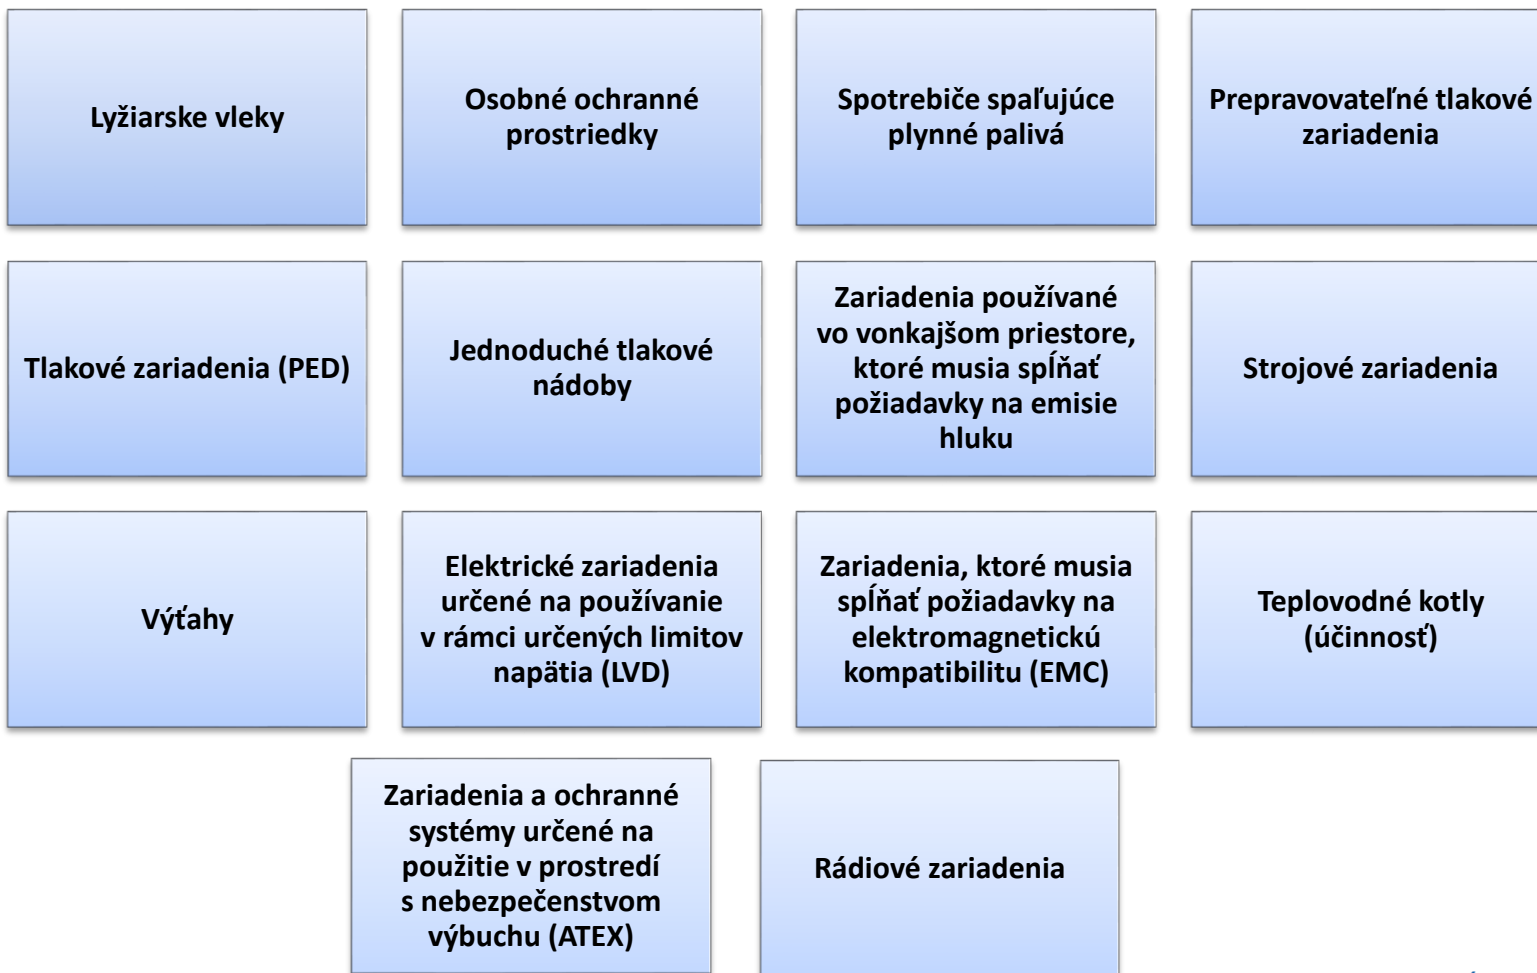 Lyžiarske vleky
Osobné ochranné
prostriedky
Spotrebiče spaľujúce
plynné palivá
Prepravovateľné tlakové
zariadenia
Tlakové zariadenia (PED)
Jednoduché tlakové
nádoby
Zariadenia používané
vo vonkajšom priestore,
ktoré musia spĺňať
požiadavky na emisie
hluku
Strojové zariadenia
Výťahy
Elektrické zariadenia
určené na používanie
v rámci určených limitov
napätia (LVD)
Zariadenia, ktoré musia
spĺňať požiadavky na
elektromagnetickú
kompatibilitu (EMC)
Teplovodné kotly
(účinnosť)
Zariadenia a ochranné
systémy určené na
použitie v prostredí
s nebezpečenstvom
výbuchu (ATEX)
Rádiové zariadenia